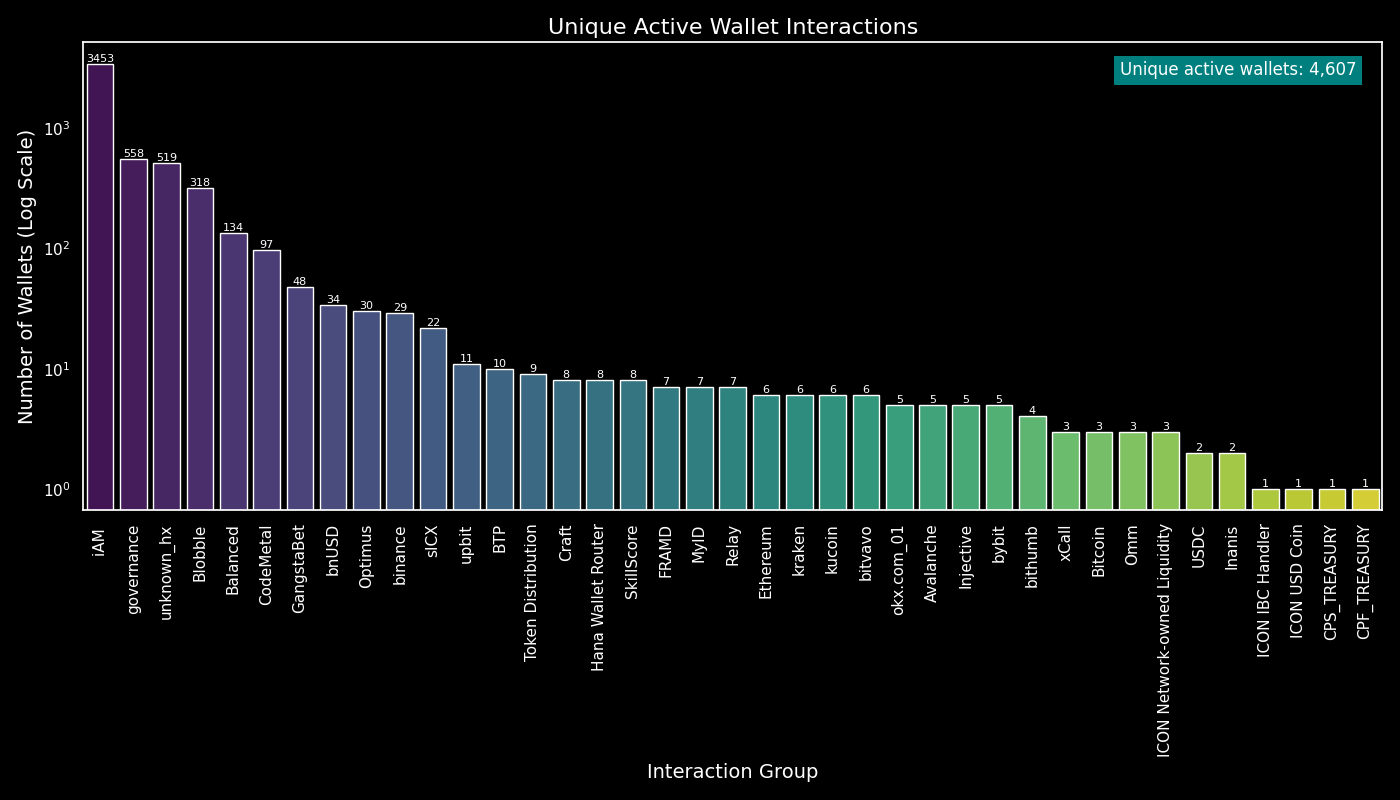 Unique Active Wallet Interactions
Unique active wallets: 4,607
Number of Wallets (Log Scale)
10³
10²
10¹
10⁰
3453
558
519
318
134
97
48
34
30
29
22
11
10
9
8
8
8
7
7
7
6
6
6
6
5
5
5
5
4
3
3
3
3
2
2
1
1
1
1
iAM
governance
unknown_hx
Blobble
Balanced
CodeMetal
GangstaBet
bnUSD
Optimus
binance
sICX
upbit
BTP
Token Distribution
Craft
Hana Wallet Router
SkillScore
FRAMD
MyID
Relay
Ethereum
kraken
kucoin
bitvavo
okx.com_01
Avalanche
Injective
bybit
bithumb
xCall
Bitcoin
Omm
ICON Network-owned Liquidity
USDC
Inanis
ICON IBC Handler
ICON USD Coin
CPS_TREASURY
CPF_TREASURY
Interaction Group